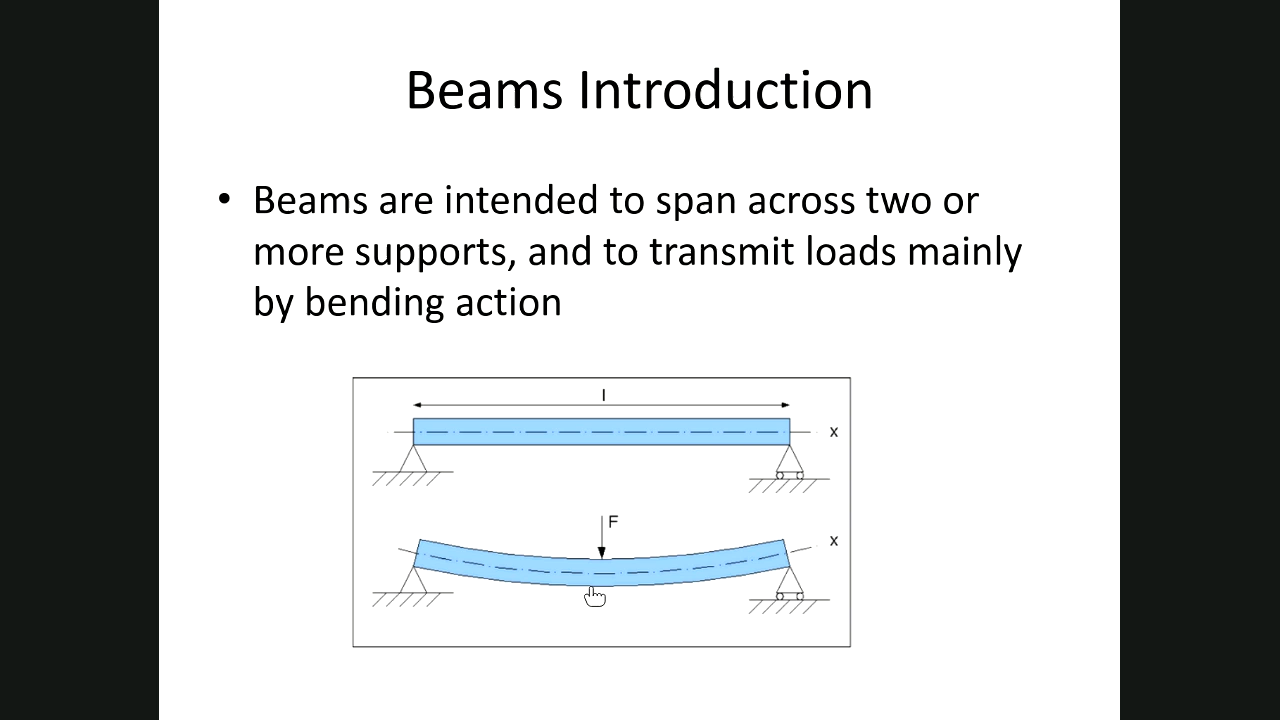 Beams Introduction
• Beams are intended to span across two or
more supports, and to transmit loads mainly
by bending action
l
x
F
x